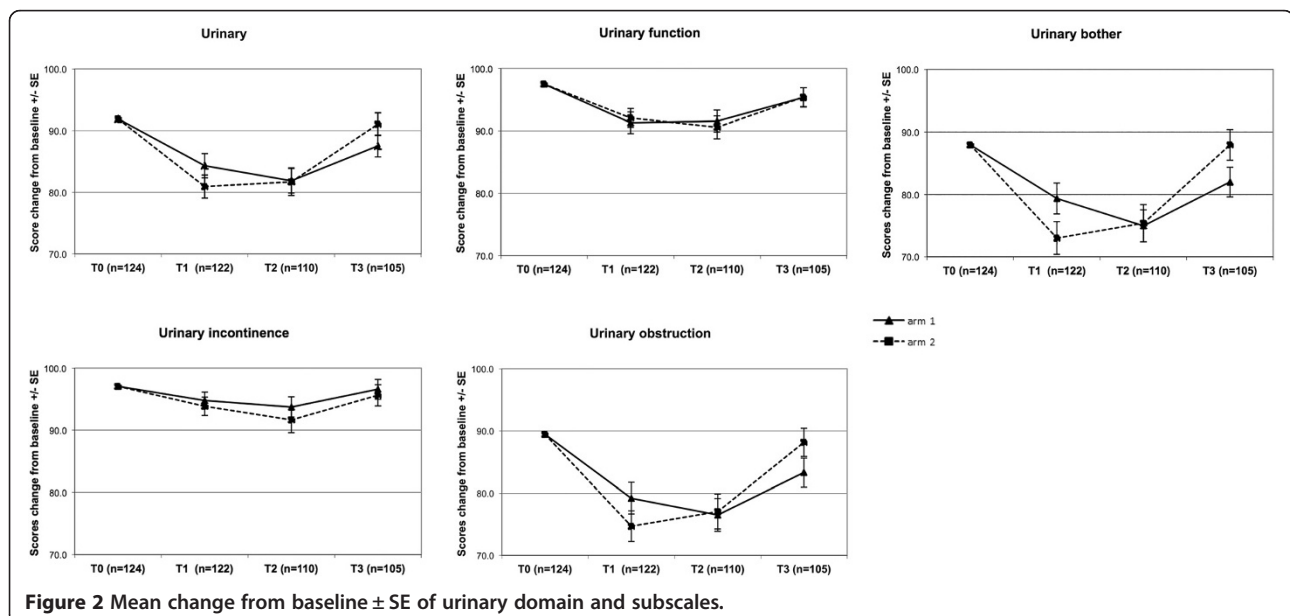 Urinary
Score change from baseline +/- SE
100.0
90.0
80.0
70.0
T0 (n=124) T1 (n=122) T2 (n=110) T3 (n=105)
Urinary function
Score change from baseline +/- SE
100.0
90.0
80.0
70.0
T0 (n=124) T1 (n=122) T2 (n=110) T3 (n=105)
Urinary bother
Scores change from baseline +/- SE
100.0
90.0
80.0
70.0
T0 (n=124) T1 (n=122) T2 (n=110) T3 (n=105)
Urinary incontinence
Scores change from baseline +/- SE
100.0
90.0
80.0
70.0
T0 (n=124) T1 (n=122) T2 (n=110) T3 (n=105)
Urinary obstruction
Scores change from baseline +/- SE
100.0
90.0
80.0
70.0
T0 (n=124) T1 (n=122) T2 (n=110) T3 (n=105)
arm 1
arm 2
Figure 2 Mean change from baseline ± SE of urinary domain and subscales.